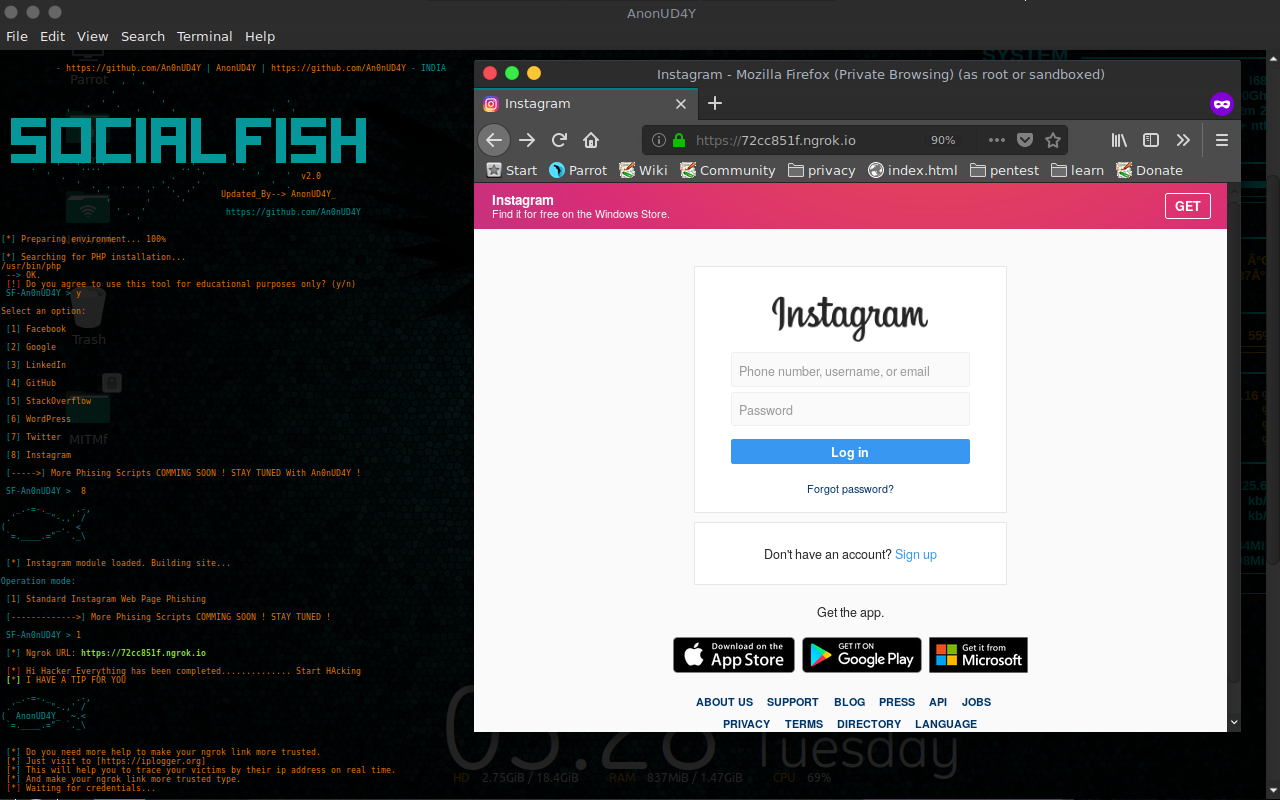 AnonUD4Y
File Edit View Search Terminal Help
- https://github.com/An0nUD4Y | AnonUD4Y | https://github.com/An0nUD4Y - INDIA
Parrot
SOCIALFISH
v2.0
Updated_By--> AnonUD4Y_
https://github.com/An0nUD4Y
[*] Preparing environment... 100%
[*] Searching for PHP installation...
/usr/bin/php
--> OK.
[!] Do you agree to use this tool for educational purposes only? (y/n)
SF-An0nUD4Y > y
Select an option:
[1] Facebook
Trash
[2] Google
[3] LinkedIn
[4] GitHub
[5] StackOverflow
[6] WordPress
[7] Twitter
MITMf
[8] Instagram
[----->] More Phising Scripts COMMING SOON ! STAY TUNED With An0nUD4Y !
SF-An0nUD4Y > 8
[*] Instagram module loaded. Building site...
Operation mode:
[1] Standard Instagram Web Page Phishing
[------------->] More Phising Scripts COMMING SOON ! STAY TUNED !
SF-An0nUD4Y > 1
[*] Ngrok URL: https://72cc851f.ngrok.io
[*] Hi Hacker Everything has been completed.............. Start HAcking
[*] I HAVE A TIP FOR YOU
AnonUD4Y_
[*] Do you need more help to make your ngrok link more trusted.
[*] Just visit to [https://iplogger.org]
[*] This will help you to trace your victims by their ip address on real time.
[*] And make your ngrok link more trusted type.
[*] Waiting for credentials...
SYSTEM
Instagram - Mozilla Firefox (Private Browsing) (as root or sandboxed)
Instagram
https://72cc851f.ngrok.io 90%
Start Parrot Wiki Community privacy index.html pentest learn Donate
Instagram
Find it for free on the Windows Store.
GET
Instagram
Phone number, username, or email
Password
Log in
Forgot password?
Don't have an account? Sign up
Get the app.
Download on the
App Store
GET IT ON
Google Play
Get it from
Microsoft
ABOUT US SUPPORT BLOG PRESS API JOBS
PRIVACY TERMS DIRECTORY LANGUAGE
05:28 Tuesday
HD 2.75GiB / 18.4GiB RAM 837MiB / 1.47GiB CPU 69%